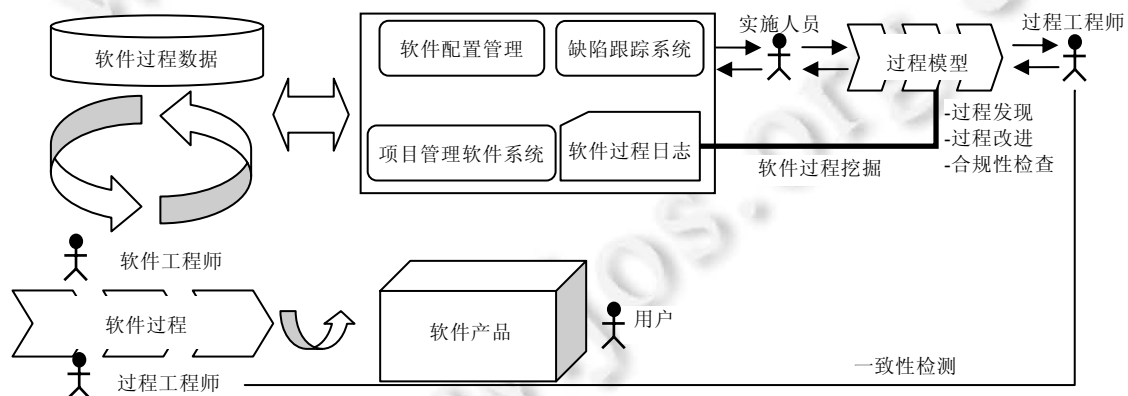 实施人员
过程工程师
软件过程数据
软件配置管理
缺陷跟踪系统
过程模型
-过程发现
-过程改进
-合规性检查
项目管理软件系统
软件过程日志
软件过程挖掘
软件工程师
软件过程
软件产品
用户
过程工程师
一致性检测